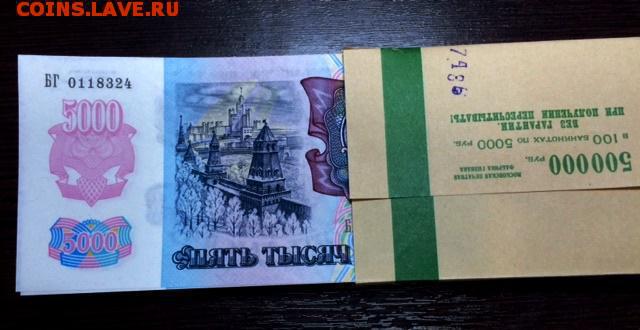 COINS.LAVE.RU
БГ 0118324
5000
5000
ПЯТЬ ТЫСЯЧ
7986
500000 РУБ.
В 100 БАНКНОТАХ ПО 5000 РУБ.
БЕЗ ГАРАНТИИ
ПРИ ПОЛУЧЕНИИ ПЕРЕСЧИТЫВАТЬ!
МОСКОВСКАЯ ПЕЧАТНАЯ
ФАБРИКА ГОЗНАКА